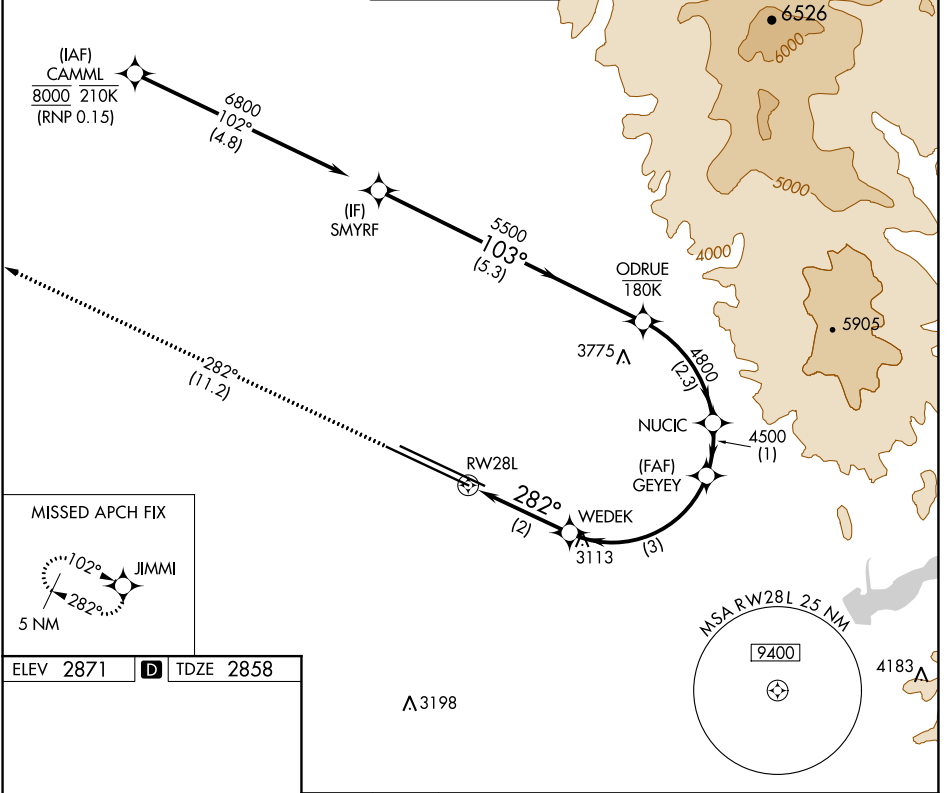 6526
6000
(IAF)
CAMML
8000 210K
(RNP 0.15)
6800
102°
(4.8)
5000
(IF)
SMYRF
5500
103°
(5.3)
4000
ODRUE
180K
5905
3775
4800
(2.3)
282°
(11.2)
NUCIC
4500
(1)
(FAF)
GEYEY
RW28L
282°
(2)
WEDEK
3113
(3)
MISSED APCH FIX
102°
JIMMI
282°
5 NM
MSA RW28L 25 NM
9400
4183
ELEV 2871 D TDZE 2858
3198